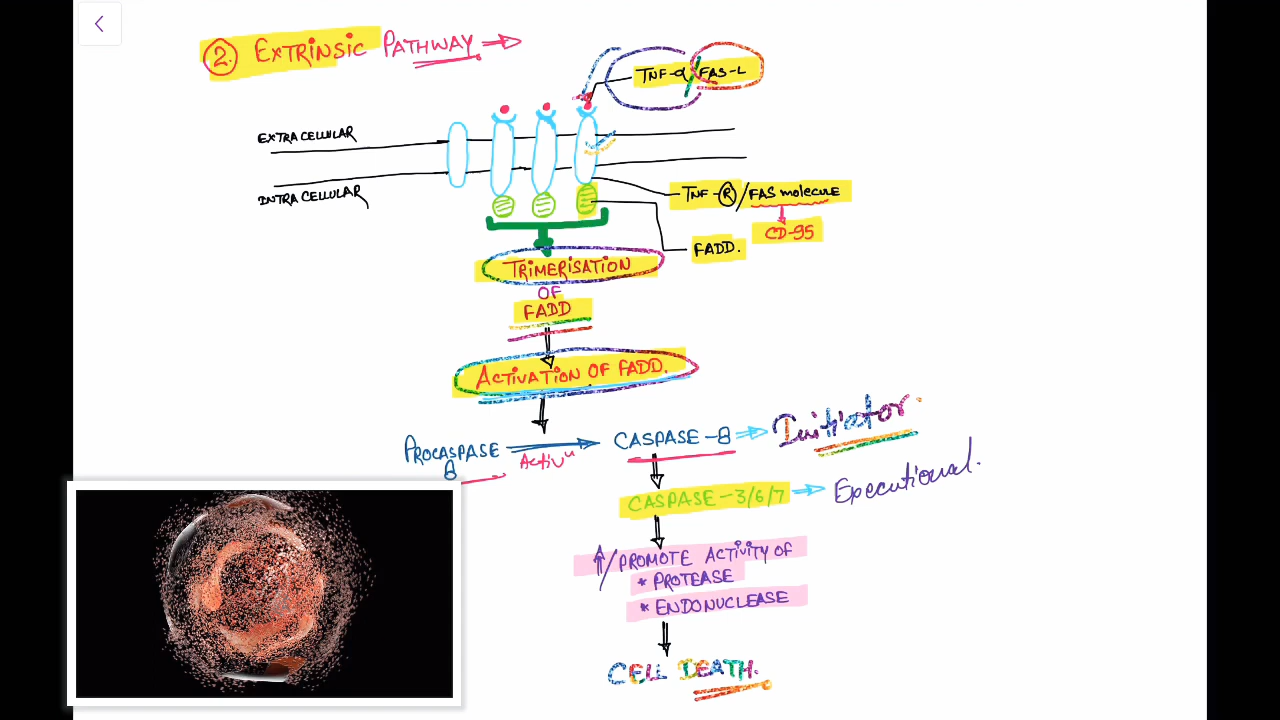 2. EXTRINSIC PATHWAY →
TNF-α/FAS-L
EXTRA CELLULAR
INTRA CELLULAR
TNF-R/FAS molecule
CD-95
FADD.
TRIMERISATION
OF
FADD
ACTIVATION OF FADD.
PROCASPASE
8
Activⁿ
CASPASE-8 → Initiator.
CASPASE-3/6/7 → Executional.
↑/PROMOTE ACTIVITY OF
* PROTEASE
* ENDONUCLEASE
CELL DEATH.